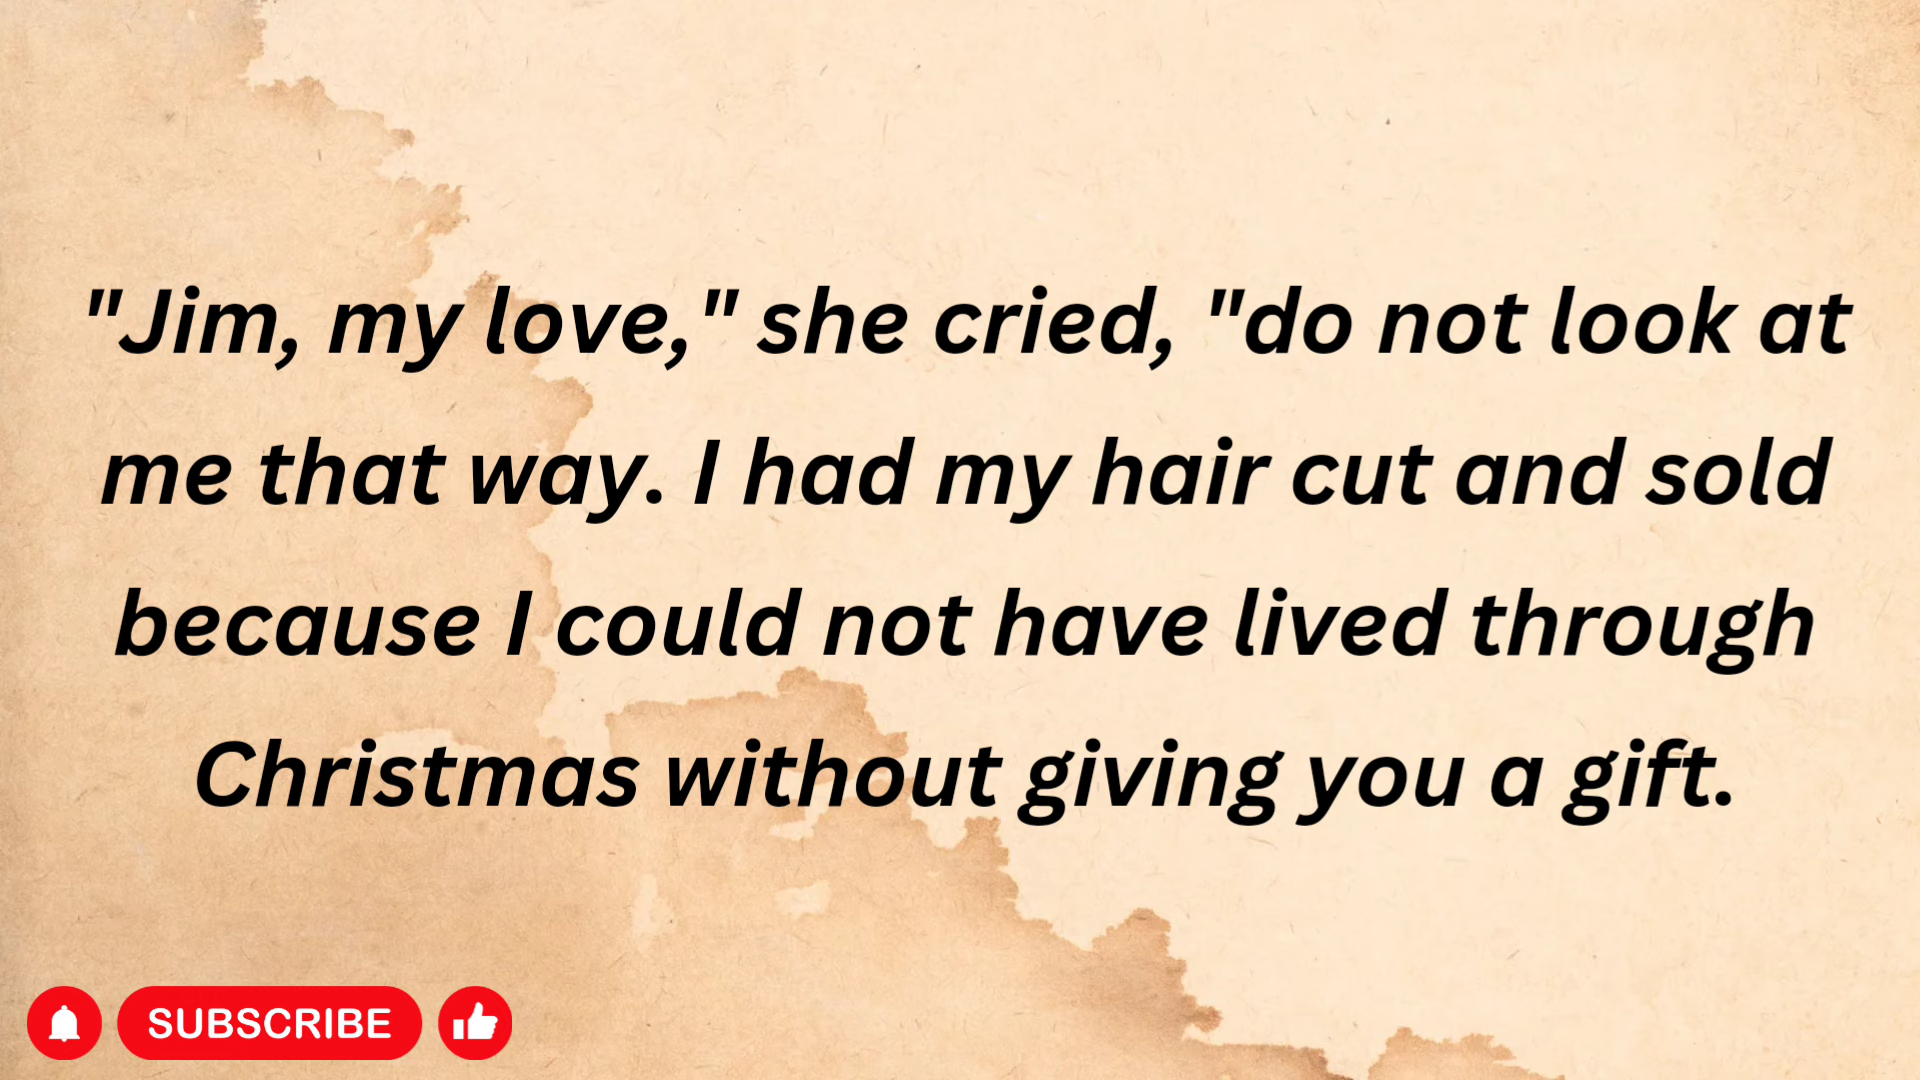 "Jim, my love," she cried, "do not look at
me that way. I had my hair cut and sold
because I could not have lived through
Christmas without giving you a gift.
SUBSCRIBE